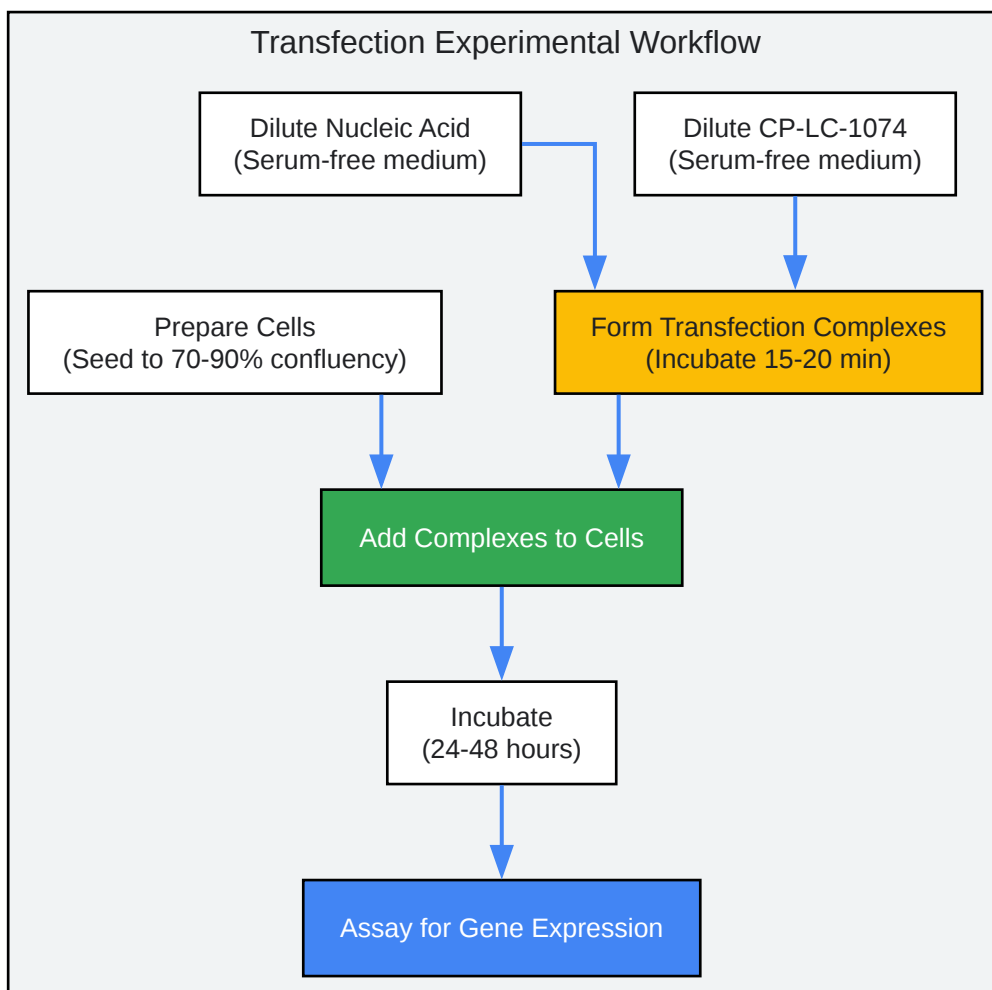 Transfection Experimental Workflow
Dilute Nucleic Acid
(Serum-free medium)
Dilute CP-LC-1074
(Serum-free medium)
Prepare Cells
(Seed to 70-90% confluency)
Form Transfection Complexes
(Incubate 15-20 min)
Add Complexes to Cells
Incubate
(24-48 hours)
Assay for Gene Expression